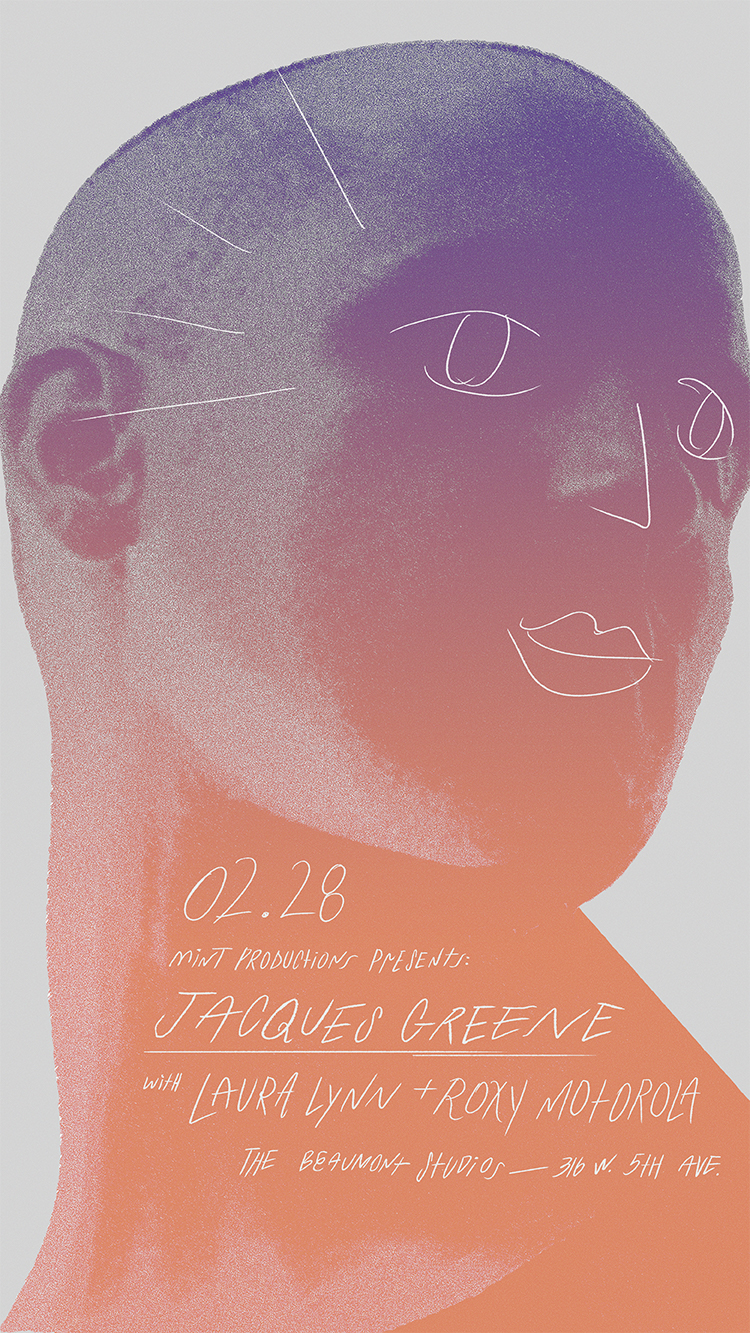 02.28
MINT PRODUCTIONS PRESENTS:
JACQUES GREENE
WITH LAURA LYNN + ROXY MOTOROLA
THE BEAUMONT STUDIOS — 316 W. 5TH AVE.